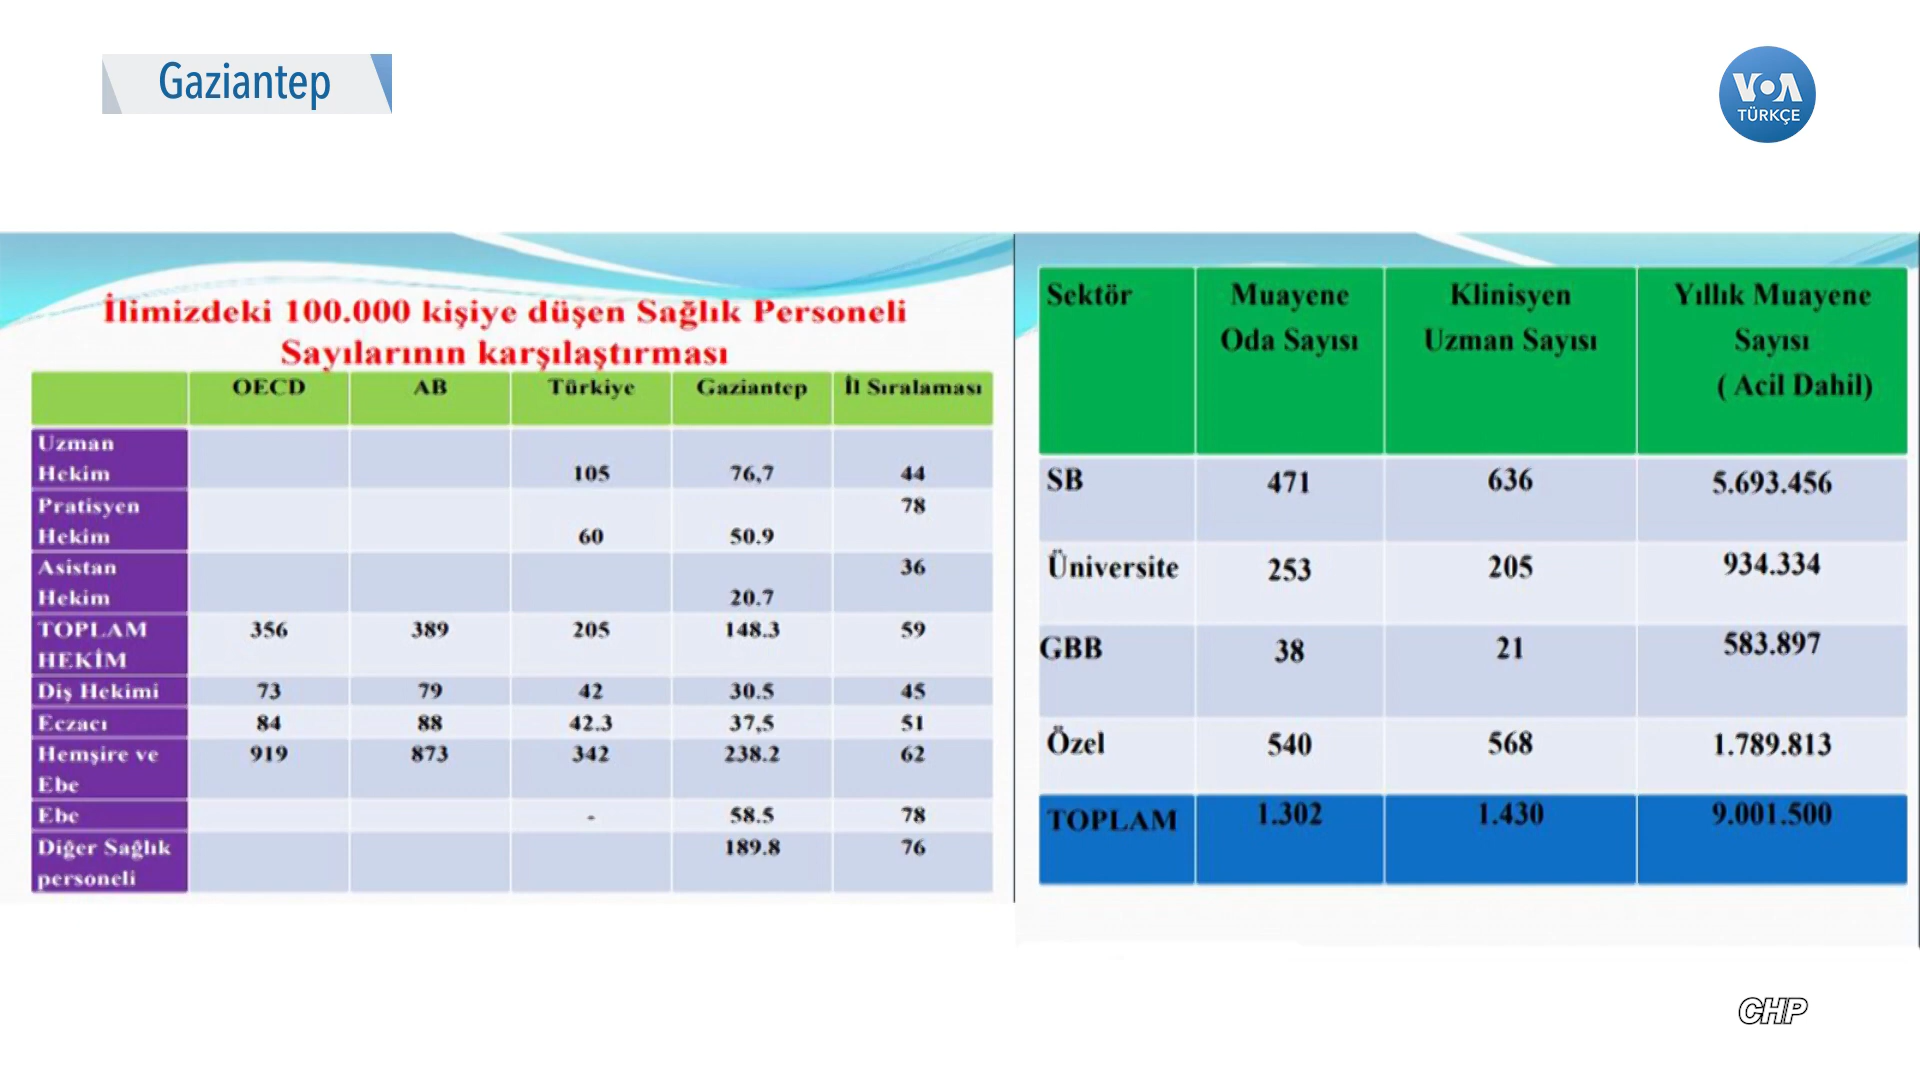 Gaziantep
VOA
TÜRKÇE
İlimizdeki 100.000 kişiye düşen Sağlık Personeli
Sayılarının karşılaştırması
OECD AB Türkiye Gaziantep İl Sıralaması
Uzman
Hekim 105 76,7 44
Pratisyen 78
Hekim 60 50.9
Asistan 36
Hekim 20.7
TOPLAM 356 389 205 148.3 59
HEKİM
Diş Hekimi 73 79 42 30.5 45
Eczacı 84 88 42.3 37,5 51
Hemşire ve 919 873 342 238.2 62
Ebe
Ebe - 58.5 78
Diğer Sağlık 189.8 76
personeli
Sektör Muayene Klinisyen Yıllık Muayene
Oda Sayısı Uzman Sayısı Sayısı
( Acil Dahil)
SB 471 636 5.693.456
Üniversite 253 205 934.334
GBB 38 21 583.897
Özel 540 568 1.789.813
TOPLAM 1.302 1.430 9.001.500
CHP